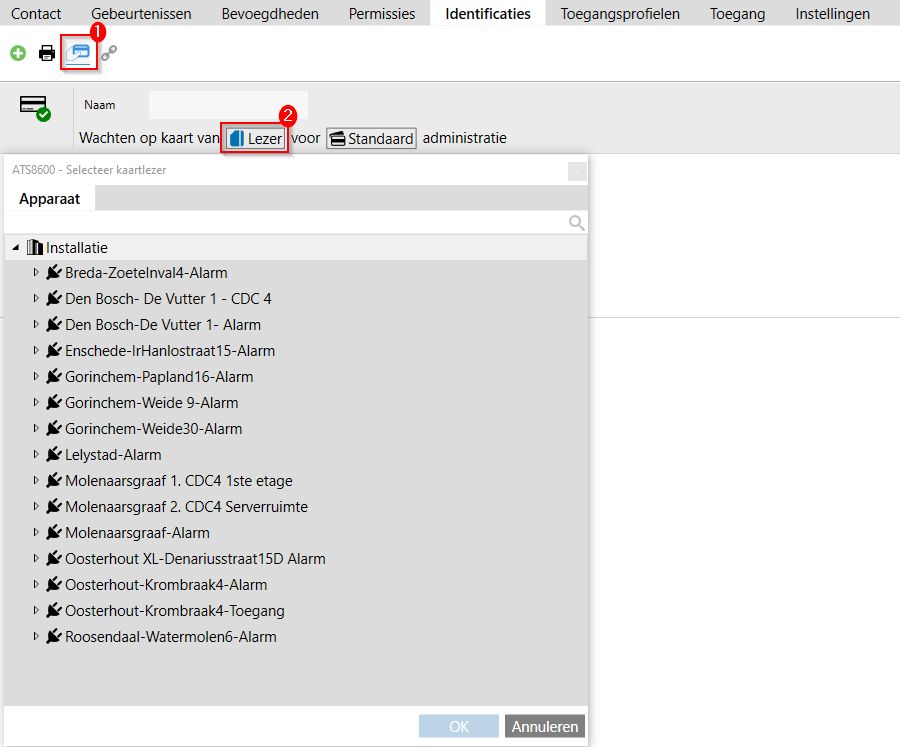 Contact Gebeurtenissen Bevoegdheden Permissies Identificaties Toegangsprofielen Toegang Instellingen
1
Naam
2
Wachten op kaart van Lezer voor Standaard administratie
ATS8600 - Selecteer kaartlezer
x
Apparaat
Installatie
Breda-ZoeteInval4-Alarm
Den Bosch- De Vutter 1 - CDC 4
Den Bosch-De Vutter 1- Alarm
Enschede-IrHanlostraat15-Alarm
Gorinchem-Papland16-Alarm
Gorinchem-Weide 9-Alarm
Gorinchem-Weide30-Alarm
Lelystad-Alarm
Molenaarsgraaf 1. CDC4 1ste etage
Molenaarsgraaf 2. CDC4 Serverruimte
Molenaarsgraaf-Alarm
Oosterhout XL-Denariusstraat15D Alarm
Oosterhout-Krombraak4-Alarm
Oosterhout-Krombraak4-Toegang
Roosendaal-Watermolen6-Alarm
OK Annuleren